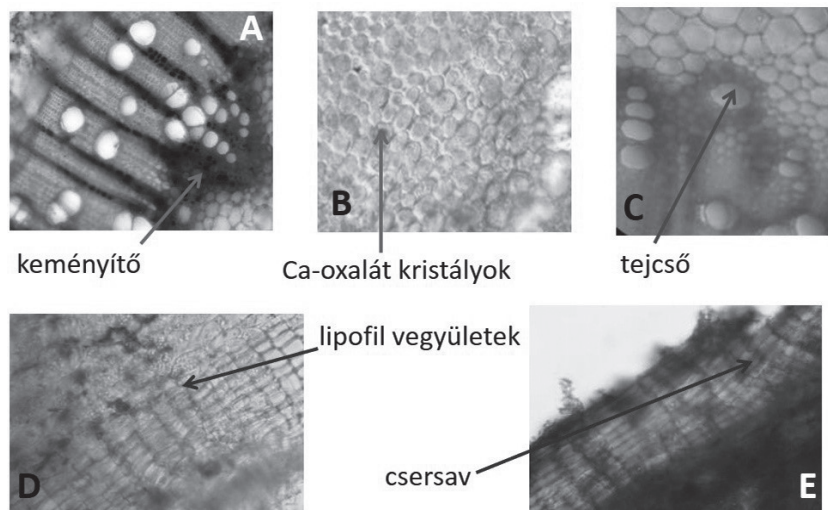 A
B
C
keményítő
Ca-oxalát kristályok
tejcső
lipofil vegyületek
D
csersav
E